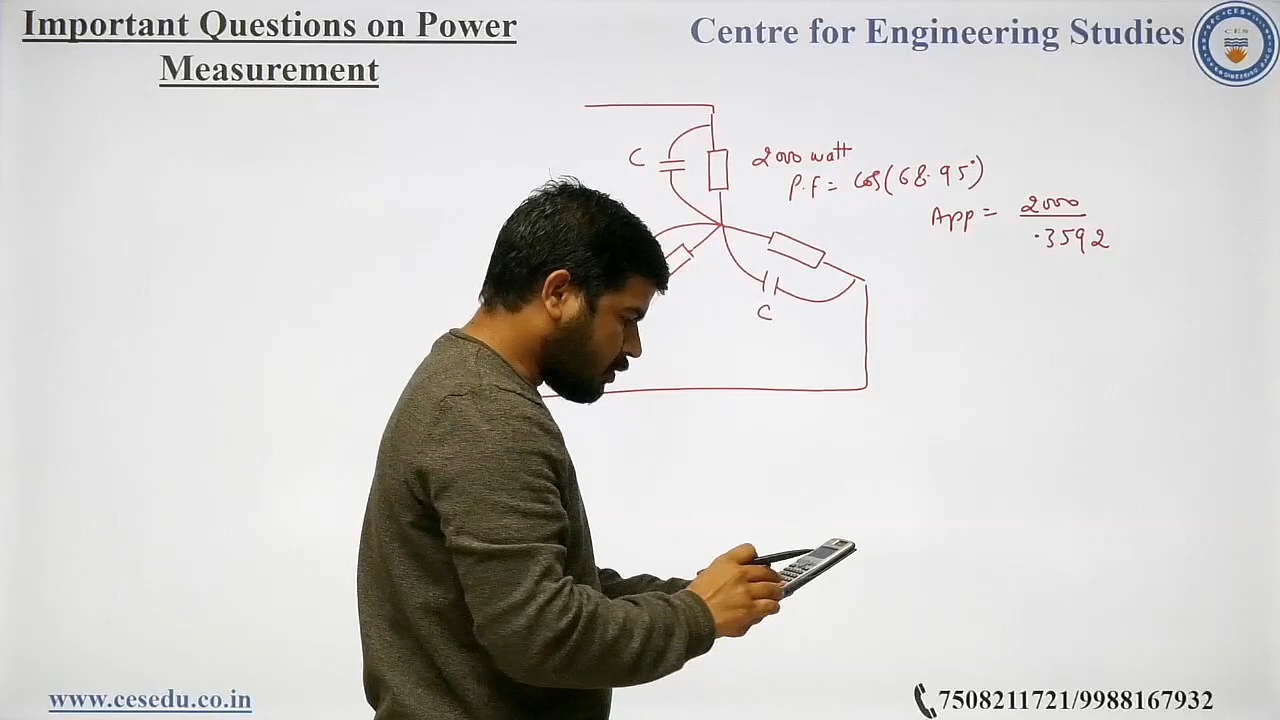 Important Questions on Power
Measurement
Centre for Engineering Studies
CES
C
2000 watt
P.F = Cos(68.95°)
App = 2000
.3592
C
www.cesedu.co.in
7508211721/9988167932